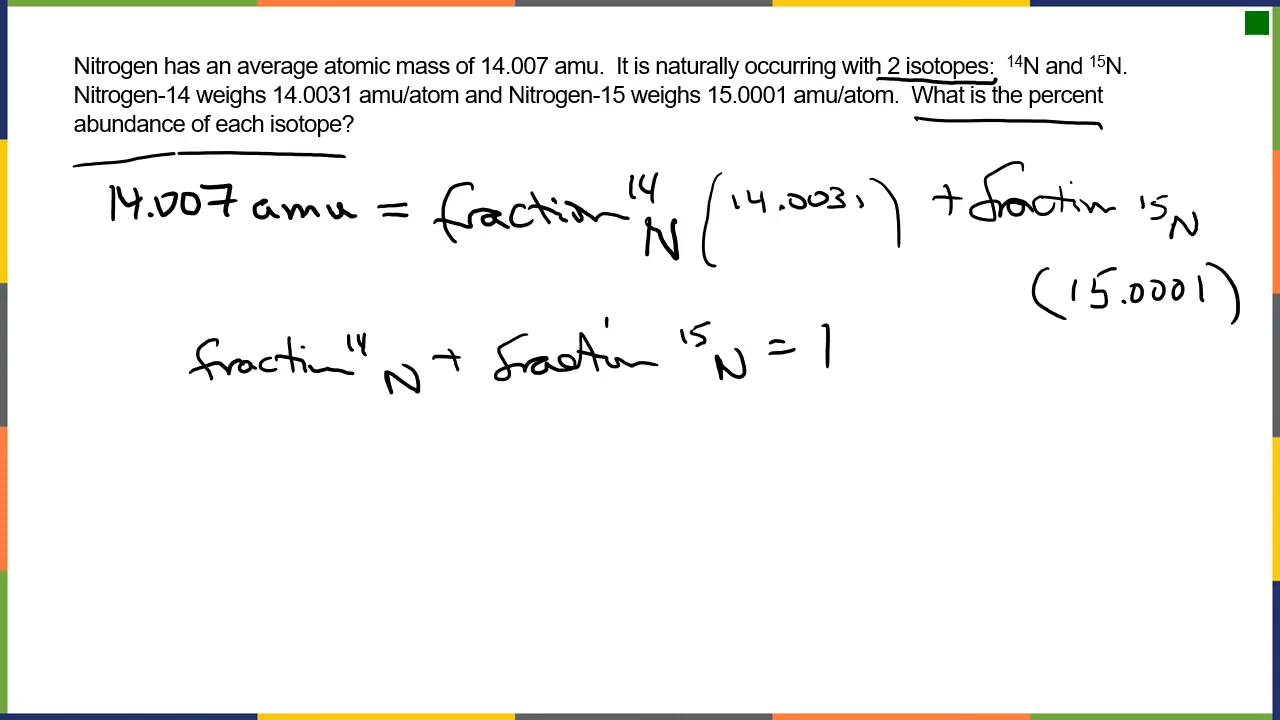 Nitrogen has an average atomic mass of 14.007 amu. It is naturally occurring with 2 isotopes: ¹⁴N and ¹⁵N.
Nitrogen-14 weighs 14.0031 amu/atom and Nitrogen-15 weighs 15.0001 amu/atom. What is the percent
abundance of each isotope?
14.007 amu = fraction ¹⁴N (14.0031) + fraction ¹⁵N
(15.0001)
fraction ¹⁴N + fraction ¹⁵N = 1